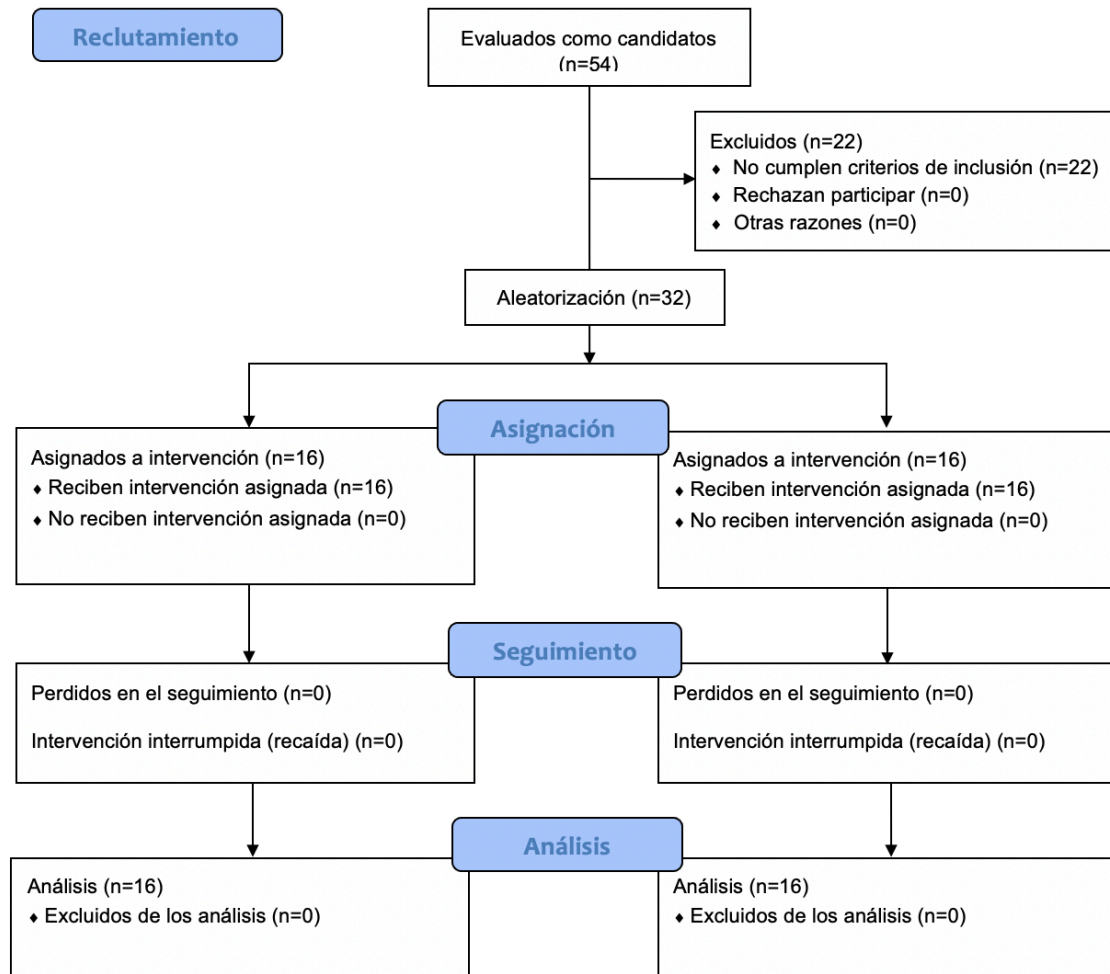 Reclutamiento
Evaluados como candidatos
(n=54)
Excluidos (n=22)
♦ No cumplen criterios de inclusión (n=22)
♦ Rechazan participar (n=0)
♦ Otras razones (n=0)
Aleatorización (n=32)
Asignación
Asignados a intervención (n=16)
♦ Reciben intervención asignada (n=16)
♦ No reciben intervención asignada (n=0)
Asignados a intervención (n=16)
♦ Reciben intervención asignada (n=16)
♦ No reciben intervención asignada (n=0)
Seguimiento
Perdidos en el seguimiento (n=0)
Intervención interrumpida (recaída) (n=0)
Perdidos en el seguimiento (n=0)
Intervención interrumpida (recaída) (n=0)
Análisis
Análisis (n=16)
♦ Excluidos de los análisis (n=0)
Análisis (n=16)
♦ Excluidos de los análisis (n=0)